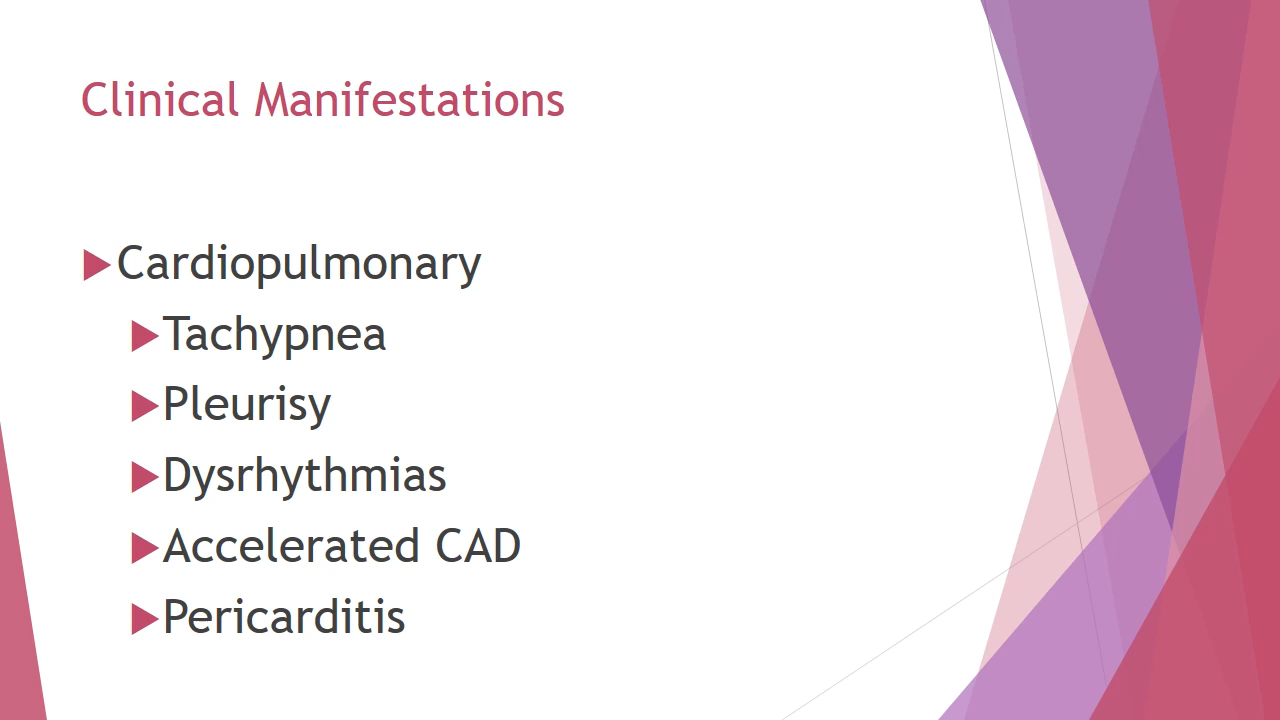 Clinical Manifestations
Cardiopulmonary
Tachypnea
Pleurisy
Dysrhythmias
Accelerated CAD
Pericarditis